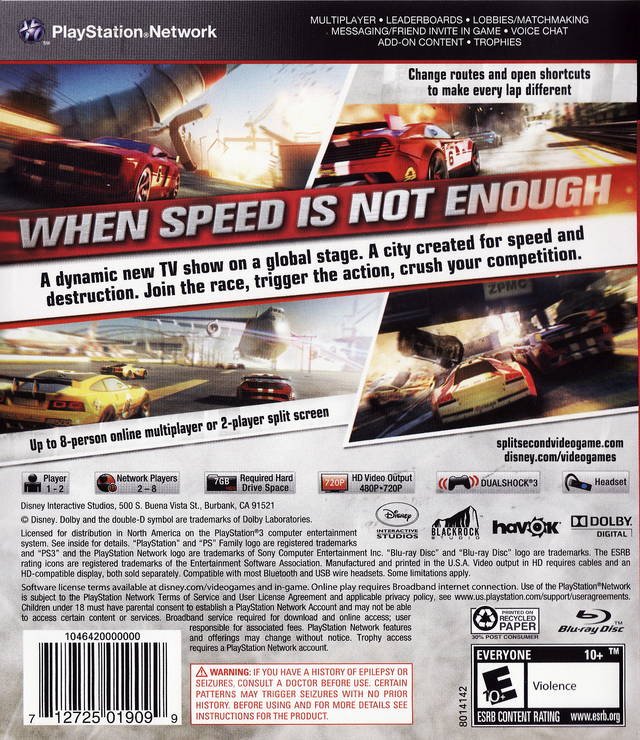 PlayStation®Network
MULTIPLAYER • LEADERBOARDS • LOBBIES/MATCHMAKING
MESSAGING/FRIEND INVITE IN GAME • VOICE CHAT
ADD-ON CONTENT • TROPHIES
Change routes and open shortcuts
to make every lap different
6
WHEN SPEED IS NOT ENOUGH
A dynamic new TV show on a global stage. A city created for speed and
destruction. Join the race, trigger the action, crush your competition.
ZPMC
Up to 8-person online multiplayer or 2-player split screen
splitsecondvideogame.com
disney.com/videogames
Player
1 - 2
Network Players
2 – 8
7GB
Required Hard
Drive Space
720P
HD Video Output
480P•720P
DUALSHOCK®3
Headset
Disney Interactive Studios, 500 S. Buena Vista St., Burbank, CA 91521
© Disney. Dolby and the double-D symbol are trademarks of Dolby Laboratories.
Licensed for distribution in North America on the PlayStation®3 computer entertainment
system. See inside for details. "PlayStation" and "PS" Family logo are registered trademarks
and "PS3" and the PlayStation Network logo are trademarks of Sony Computer Entertainment Inc. "Blu-ray Disc" and "Blu-ray Disc" logo are trademarks. The ESRB
rating icons are registered trademarks of the Entertainment Software Association. Manufactured and printed in the U.S.A. Video output in HD requires cables and an
HD-compatible display, both sold separately. Compatible with most Bluetooth and USB wire headsets. Some limitations apply.
Disney
INTERACTIVE
STUDIOS
BLACKROCK
STUDIO
havok
DOLBY
DIGITAL
Software license terms available at disney.com/videogames and in-game. Online play requires Broadband internet connection. Use of the PlayStation®Network
is subject to the PlayStation Network Terms of Service and User License Agreement and applicable privacy policy, see www.us.playstation.com/support/useragreements.
Children under 18 must have parental consent to establish a PlayStation Network Account and may not be able
to access certain content or services. Broadband service required for download and online access; user
responsible for associated fees. PlayStation Network features
and offerings may change without notice. Trophy access
requires a PlayStation Network account.
PRINTED ON
RECYCLED
PAPER
30% POST CONSUMER
Blu-ray Disc™
1046420000000
7 12725 01909 9
WARNING: IF YOU HAVE A HISTORY OF EPILEPSY OR
SEIZURES, CONSULT A DOCTOR BEFORE USE. CERTAIN
PATTERNS MAY TRIGGER SEIZURES WITH NO PRIOR
HISTORY. BEFORE USING AND FOR MORE DETAILS SEE
INSTRUCTIONS FOR THE PRODUCT.
8014142
EVERYONE 10+ ™
E
10+
Violence
ESRB CONTENT RATING www.esrb.org